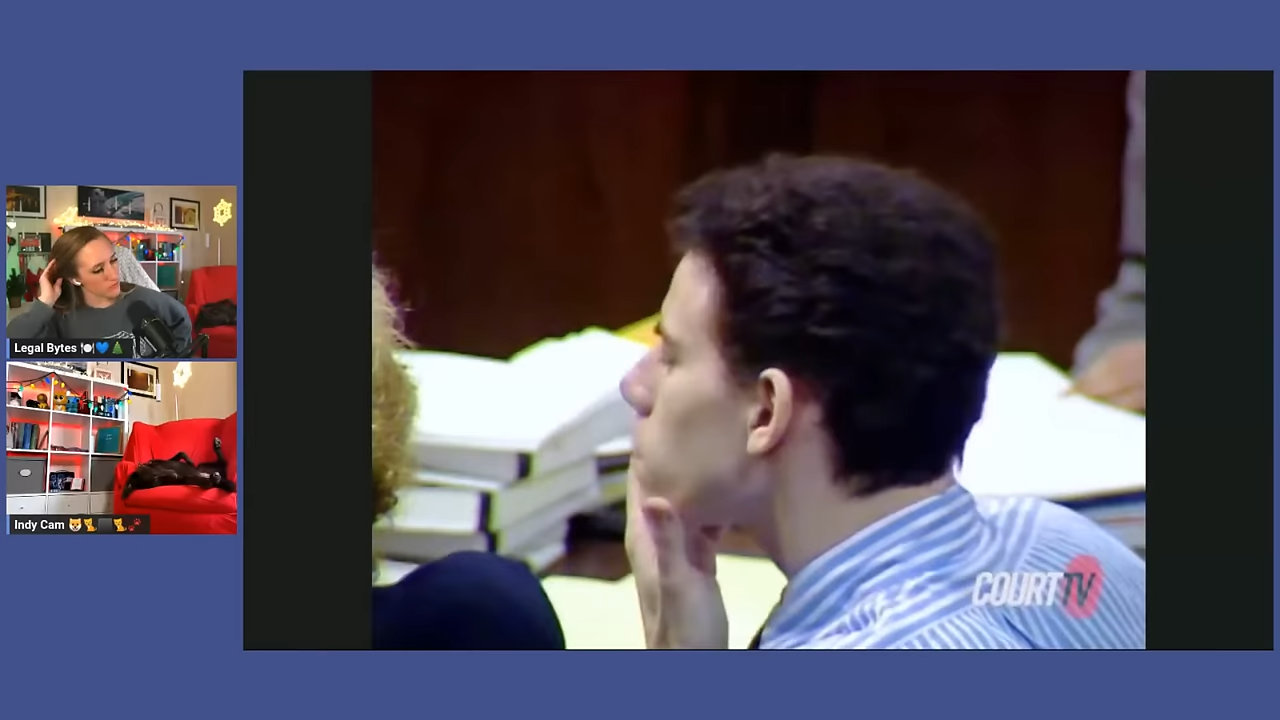 Legal Bytes 🍽️💙🎄
Indy Cam 😺🐈⬛🐈🐾
COURT TV